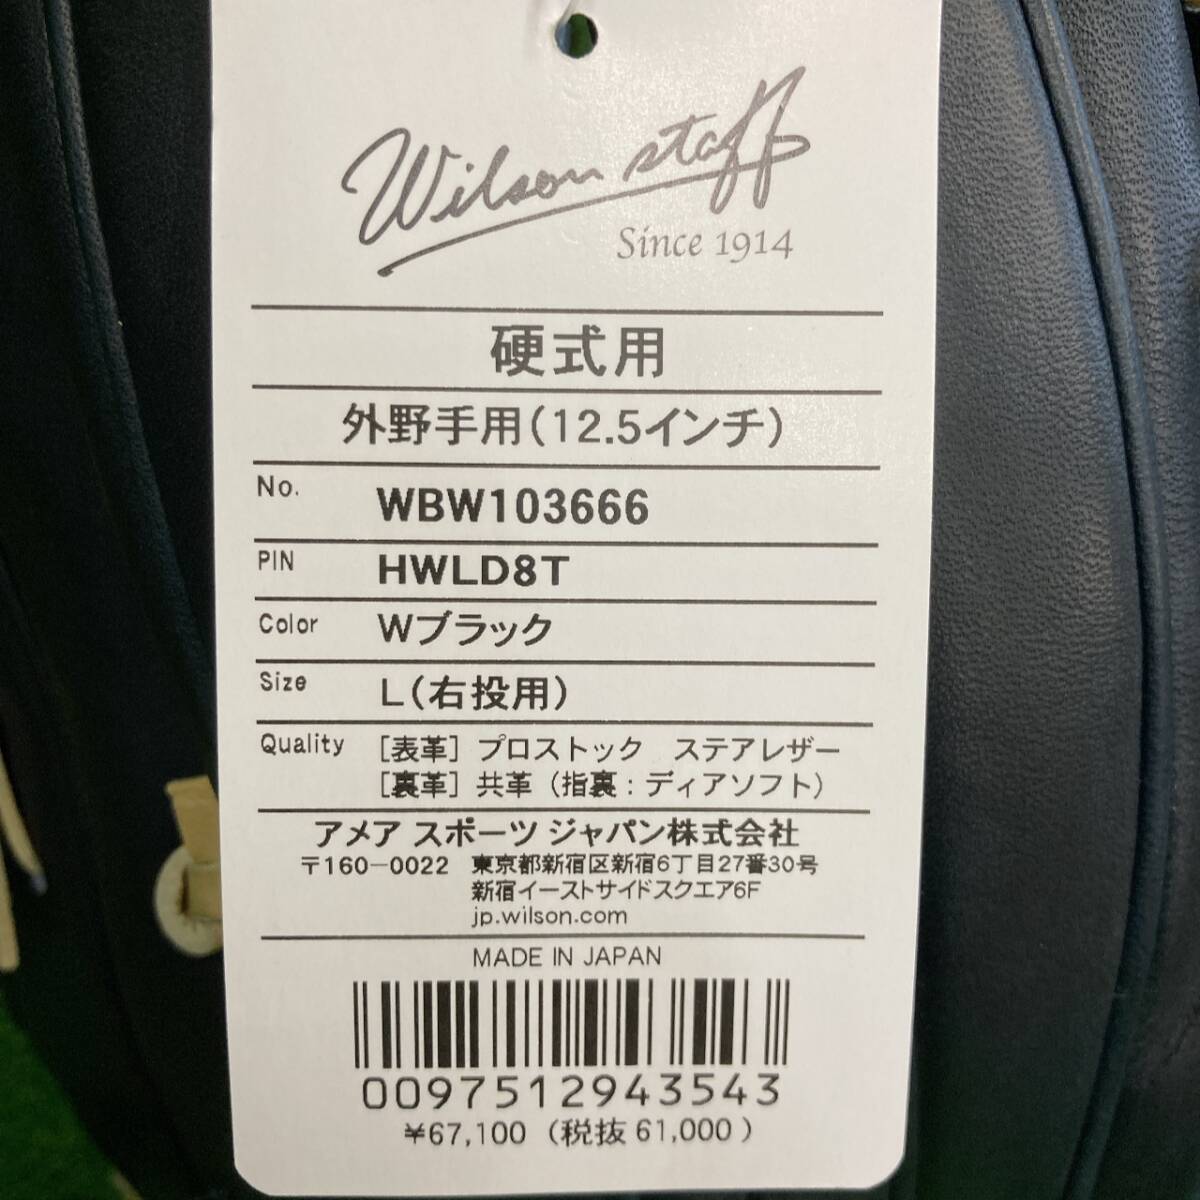 Wilson staff
Since 1914
硬式用
外野手用(12.5インチ)
No. WBW103666
PIN HWLD8T
Color Wブラック
Size L(右投用)
Quality [表革] プロストック ステアレザー
[裏革] 共革 (指裏:ディアソフト)
アメア スポーツ ジャパン株式会社
〒160-0022 東京都新宿区新宿6丁目27番30号
新宿イーストサイドスクエア6F
jp.wilson.com
MADE IN JAPAN
0097512943543
¥67,100 (税抜 61,000)